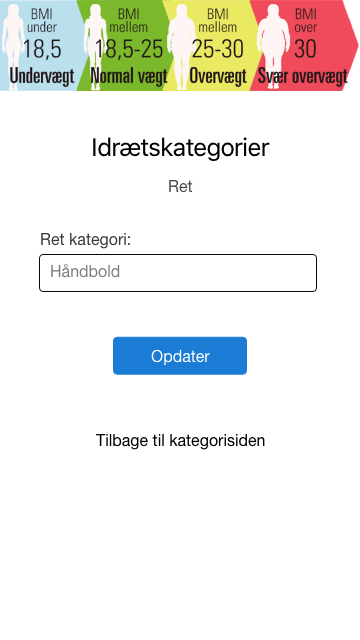 BMI under 18,5 Undervægt
BMI mellem 18,5-25 Normal vægt
BMI mellem 25-30 Overvægt
BMI over 30 Svær overvægt
Idrætskategorier
Ret
Ret kategori:
Håndbold
Opdater
Tilbage til kategorisiden